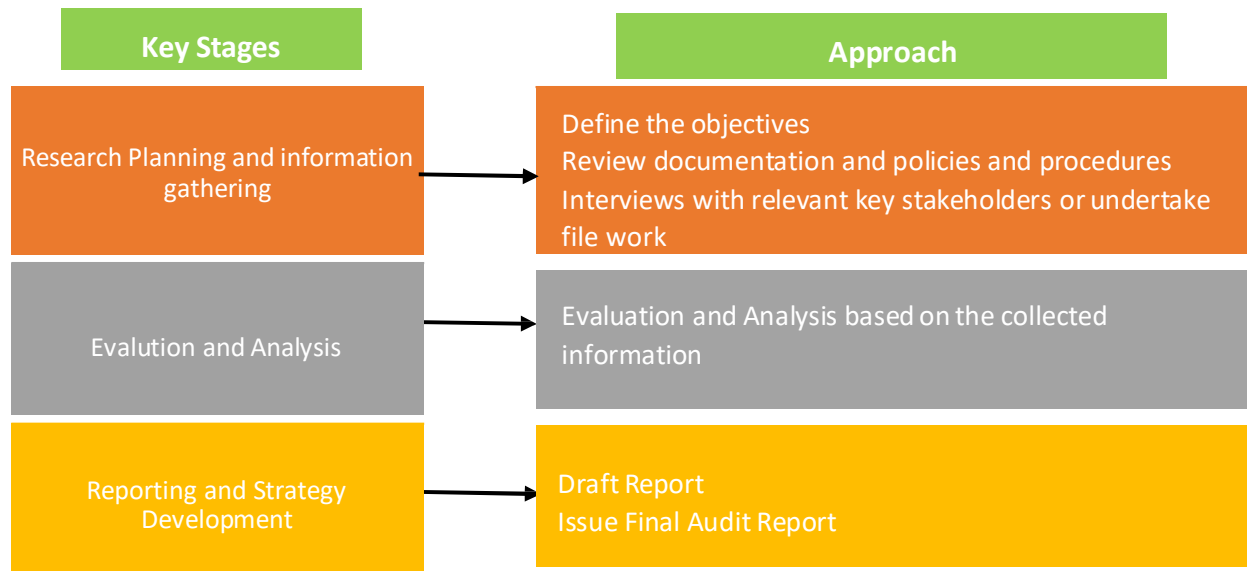 Key Stages
Approach
Research Planning and information
gathering
Define the objectives
Review documentation and policies and procedures
Interviews with relevant key stakeholders or undertake
file work
Evalution and Analysis
Evaluation and Analysis based on the collected
information
Reporting and Strategy
Development
Draft Report
Issue Final Audit Report